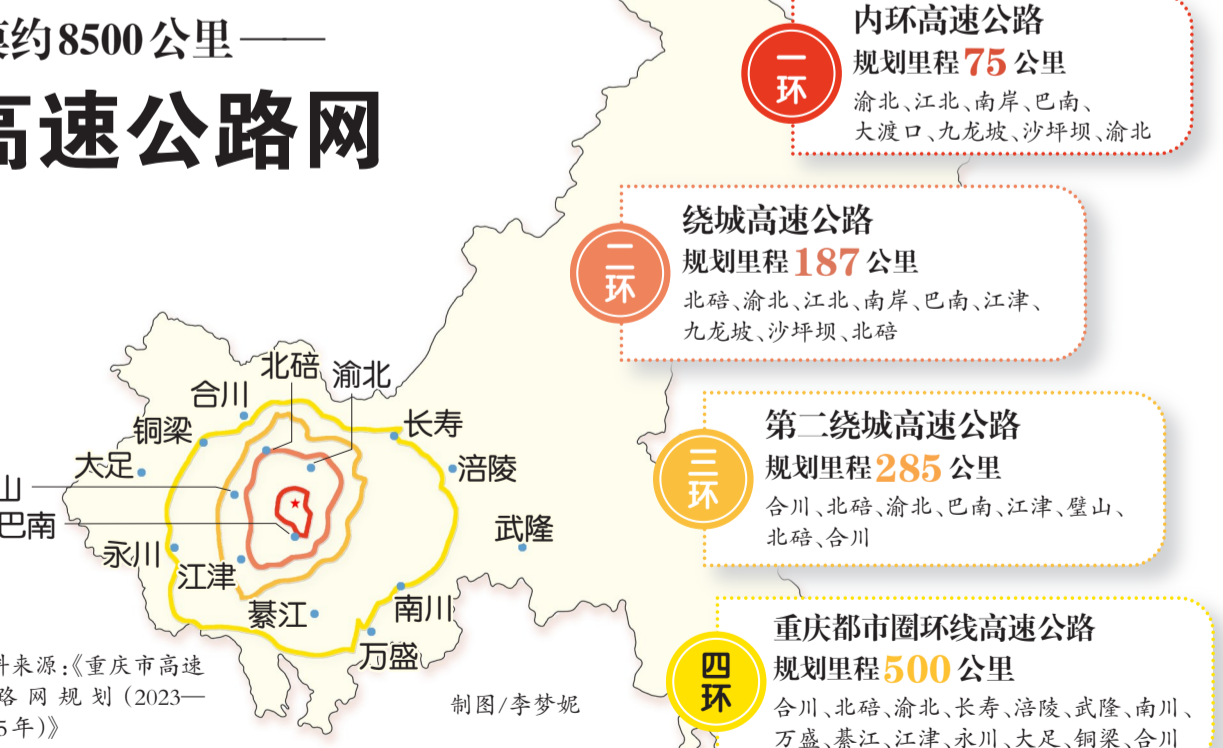 约8500公里——
高速公路网
一环
内环高速公路
规划里程75公里
渝北、江北、南岸、巴南、
大渡口、九龙坡、沙坪坝、渝北
二环
绕城高速公路
规划里程187公里
北碚、渝北、江北、南岸、巴南、江津、
九龙坡、沙坪坝、北碚
三环
第二绕城高速公路
规划里程285公里
合川、北碚、渝北、巴南、江津、璧山、
北碚、合川
四环
重庆都市圈环线高速公路
规划里程500公里
合川、北碚、渝北、长寿、涪陵、武隆、南川、
万盛、綦江、江津、永川、大足、铜梁、合川
北碚
渝北
合川
长寿
铜梁
大足
涪陵
山
巴南
武隆
永川
江津
綦江
南川
万盛
料来源:《重庆市高速
路网规划(2023—
5年)》
制图/李梦妮